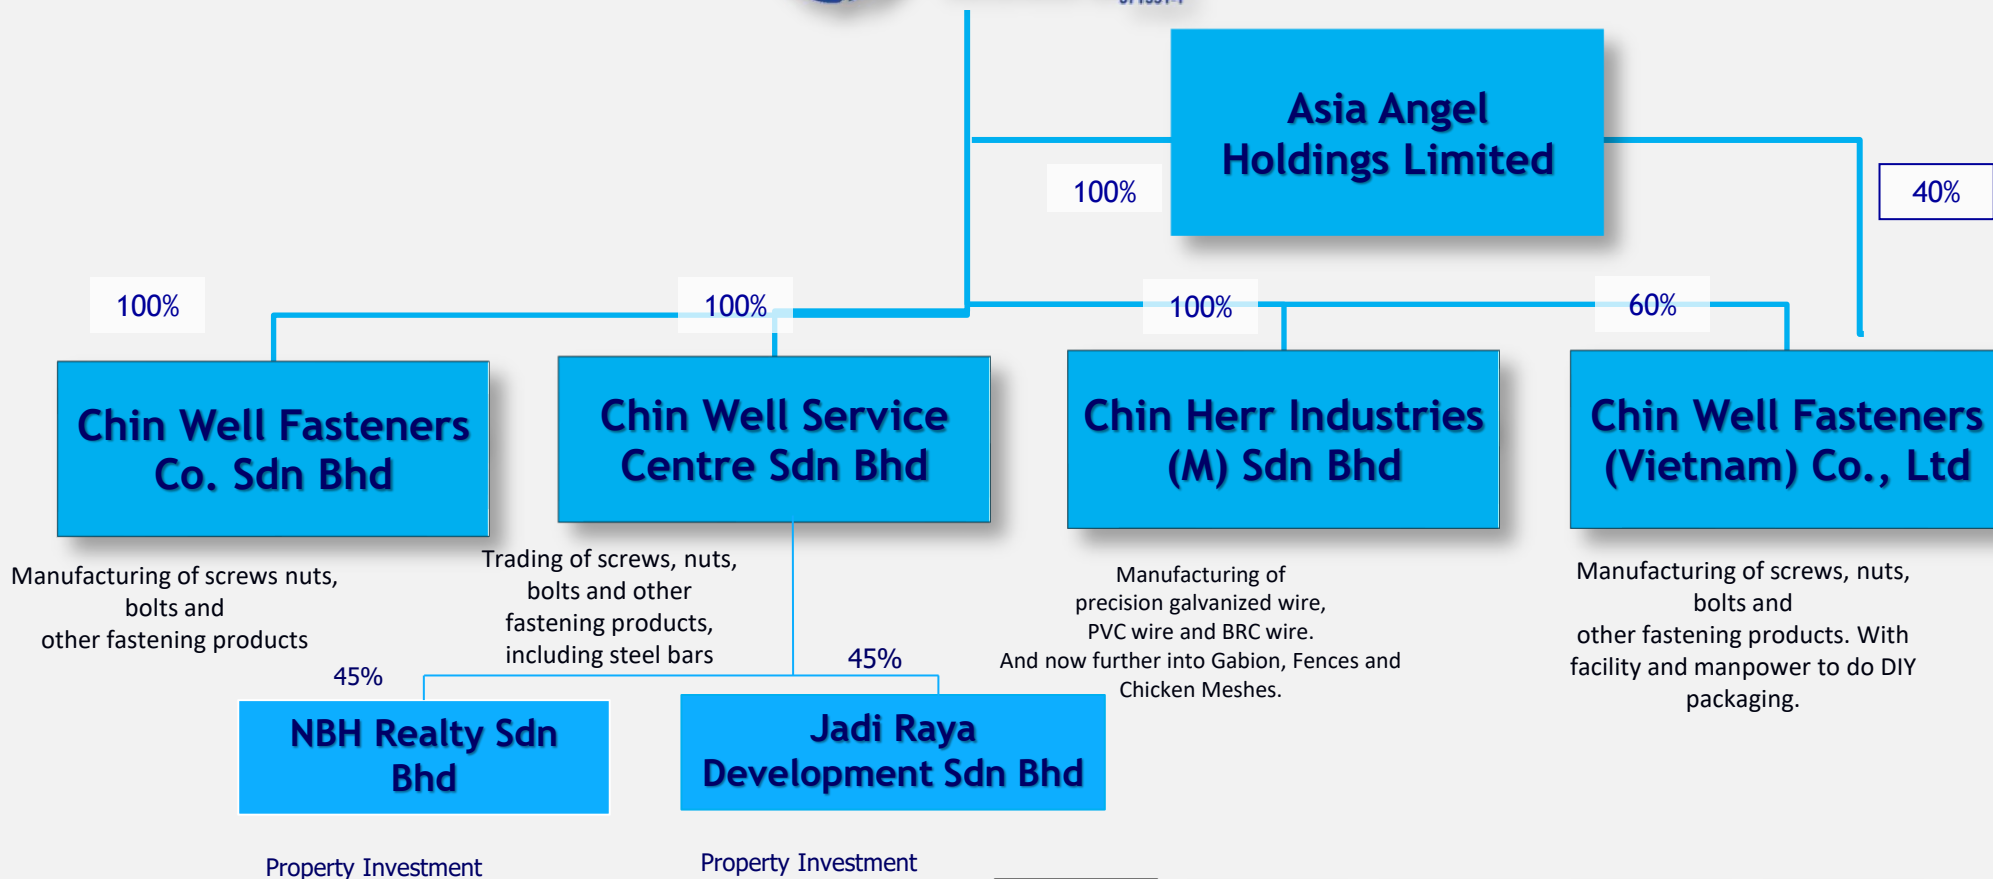 Asia Angel
Holdings Limited
100%
40%
100%
100%
100%
60%
Chin Well Fasteners
Co. Sdn Bhd
Chin Well Service
Centre Sdn Bhd
Chin Herr Industries
(M) Sdn Bhd
Chin Well Fasteners
(Vietnam) Co., Ltd
Manufacturing of screws nuts,
bolts and
other fastening products
Trading of screws, nuts,
bolts and other
fastening products,
including steel bars
Manufacturing of
precision galvanized wire,
PVC wire and BRC wire.
And now further into Gabion, Fences and
Chicken Meshes.
Manufacturing of screws, nuts,
bolts and
other fastening products. With
facility and manpower to do DIY
packaging.
45%
45%
NBH Realty Sdn
Bhd
Jadi Raya
Development Sdn Bhd
Property Investment
Property Investment